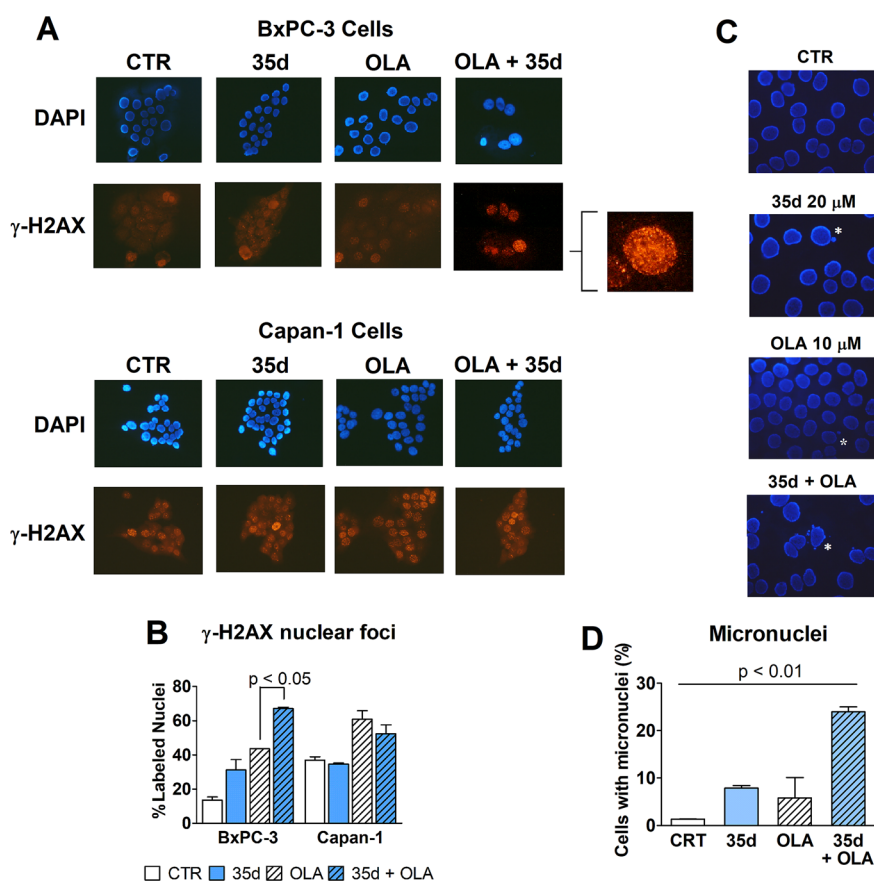 A
BxPC-3 Cells
CTR 35d OLA OLA + 35d
DAPI
γ-H2AX
Capan-1 Cells
CTR 35d OLA OLA + 35d
DAPI
γ-H2AX
B
γ-H2AX nuclear foci
p < 0.05
% Labeled Nuclei
80
60
40
20
0
BxPC-3 Capan-1
CTR 35d OLA 35d + OLA
C
CTR
35d 20 μM
*
OLA 10 μM
*
35d + OLA
*
D
Micronuclei
p < 0.01
Cells with micronuclei (%)
30
20
10
0
CRT 35d OLA 35d
+ OLA